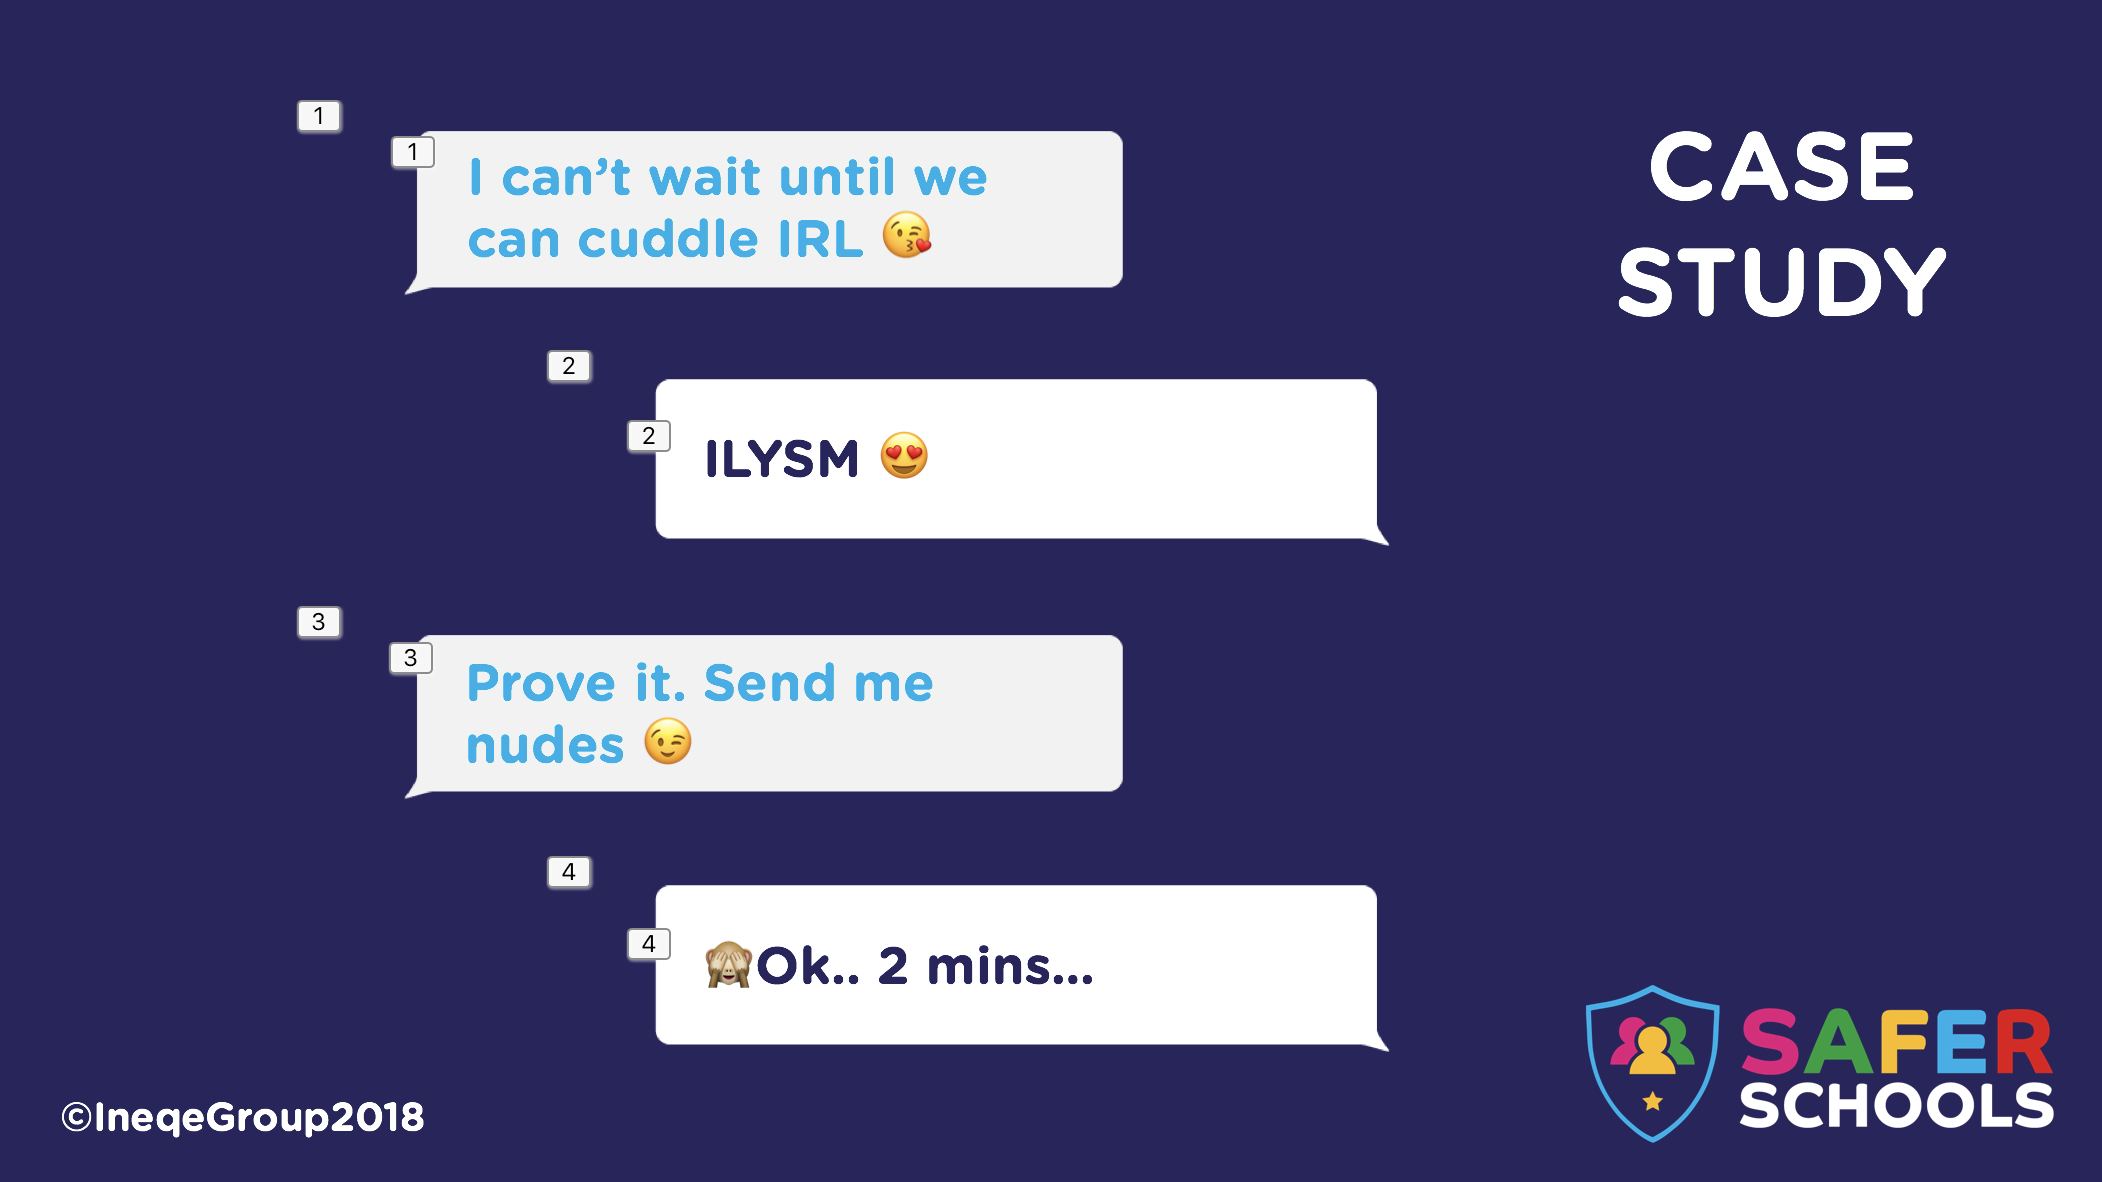 1
1
I can’t wait until we
can cuddle IRL 😘
CASE
STUDY
2
2
ILYSM 😍
3
3
Prove it. Send me
nudes 😉
4
4
🙈Ok.. 2 mins...
SAFER
SCHOOLS
©IneqeGroup2018